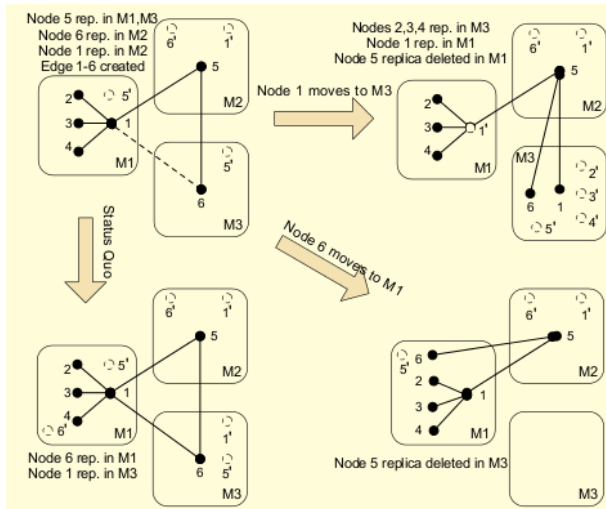 Node 5 rep. in M1,M3
Node 6 rep. in M2
Node 1 rep. in M2
Edge 1-6 created
2
5'
3
1
4
M1
6'
1'
5
M2
5'
6
M3
Node 1 moves to M3
Nodes 2,3,4 rep. in M3
Node 1 rep. in M1
Node 5 replica deleted in M1
2
3
1'
4
M1
6'
1'
5
M2
M3
2'
3'
6
1
5'
4'
Status Quo
Node 6 moves to M1
2
5'
3
1
4
6'
M1
6'
1'
5
M2
1'
5'
6
M3
Node 6 rep. in M1
Node 1 rep. in M3
5'
6
2
3
1
4
M1
6'
1'
5
M2
M3
Node 5 replica deleted in M3